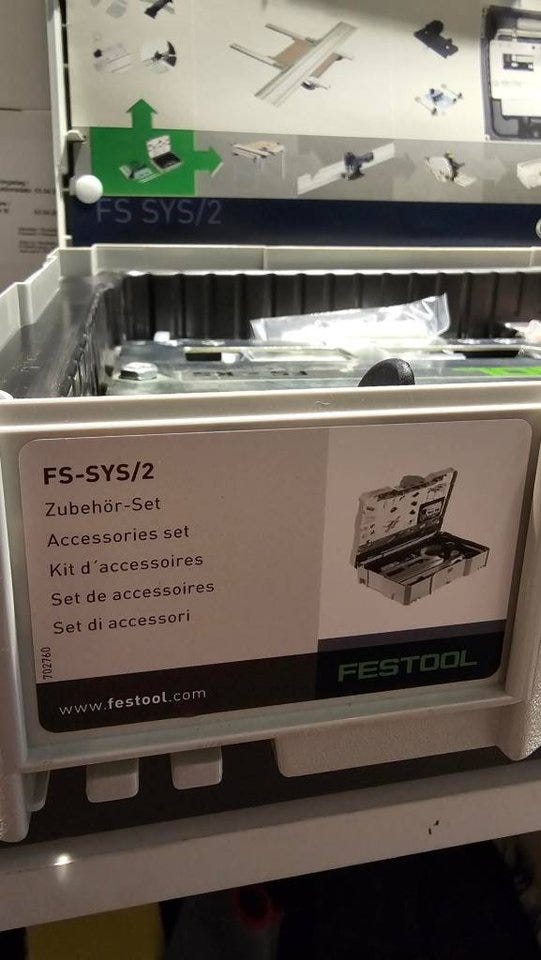 FS SYS/2
FS-SYS/2
Zubehör-Set
Accessories set
Kit d´accessoires
Set de accessoires
Set di accessori
702760
www.festool.com
FESTOOL